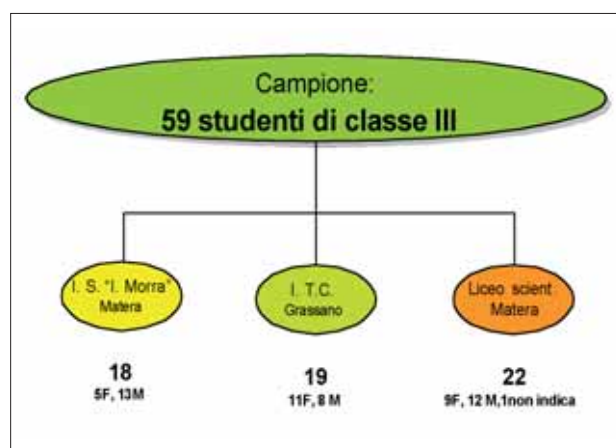 Campione:
59 studenti di classe III
I. S. "I. Morra"
Matera
I. T.C.
Grassano
Liceo scient.
Matera
18
5F, 13M
19
11F, 8 M
22
9F, 12 M,1non indica